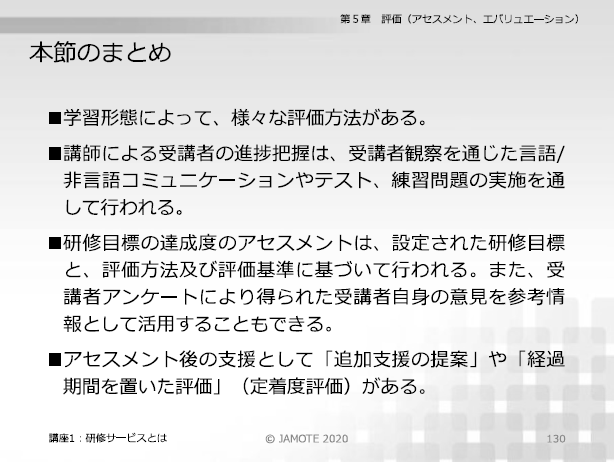 第５章　評価（アセスメント、エバリュエーション）
本節のまとめ
■学習形態によって、様々な評価方法がある。
■講師による受講者の進捗把握は、受講者観察を通じた言語/
非言語コミュニケーションやテスト、練習問題の実施を通
して行われる。
■研修目標の達成度のアセスメントは、設定された研修目標
と、評価方法及び評価基準に基づいて行われる。また、受
講者アンケートにより得られた受講者自身の意見を参考情
報として活用することもできる。
■アセスメント後の支援として「追加支援の提案」や「経過
期間を置いた評価」（定着度評価）がある。
講座1：研修サービスとは
© JAMOTE 2020
130